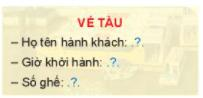 VÉ TÀU
– Họ tên hành khách: .?.
– Giờ khởi hành: .?.
– Số ghế: .?.